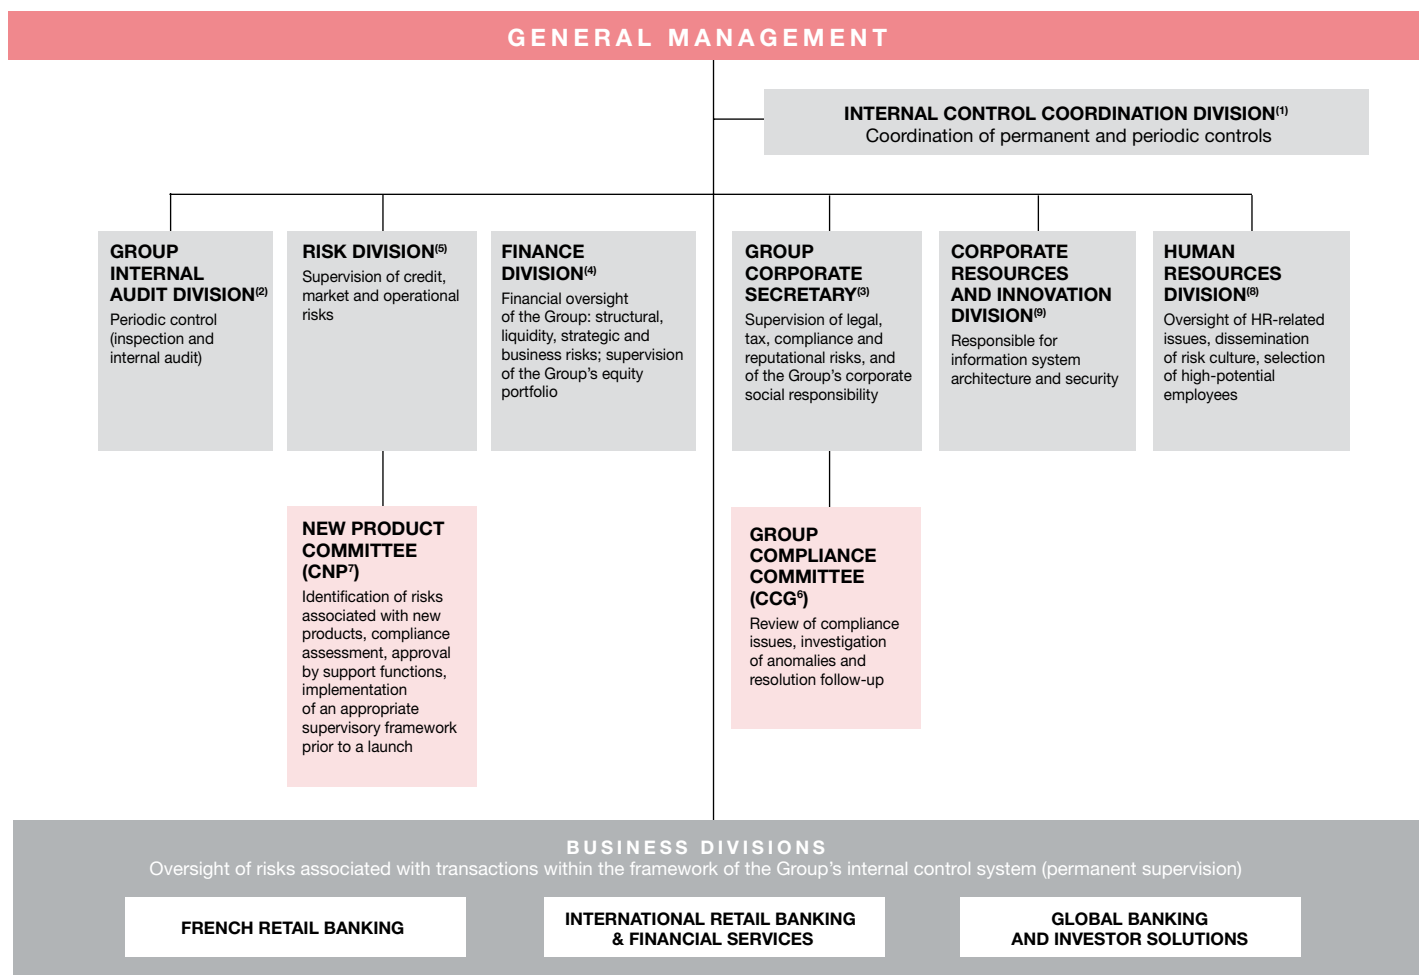 GENERAL MANAGEMENT
INTERNAL CONTROL COORDINATION DIVISION(1)
Coordination of permanent and periodic controls
GROUP
INTERNAL
AUDIT DIVISION(2)
Periodic control
(inspection and
internal audit)
RISK DIVISION(5)
Supervision of credit,
market and operational
risks
FINANCE
DIVISION(4)
Financial oversight
of the Group: structural,
liquidity, strategic and
business risks; supervision
of the Group's equity
portfolio
GROUP
CORPORATE
SECRETARY(3)
Supervision of legal,
tax, compliance and
reputational risks, and
of the Group's corporate
social responsibility
CORPORATE
RESOURCES
AND INNOVATION
DIVISION(9)
Responsible for
information system
architecture and security
HUMAN
RESOURCES
DIVISION(8)
Oversight of HR-related
issues, dissemination
of risk culture, selection
of high-potential
employees
NEW PRODUCT
COMMITTEE
(CNP7)
Identification of risks
associated with new
products, compliance
assessment, approval
by support functions,
implementation
of an appropriate
supervisory framework
prior to a launch
GROUP
COMPLIANCE
COMMITTEE
(CCG6)
Review of compliance
issues, investigation
of anomalies and
resolution follow-up
BUSINESS DIVISIONS
Oversight of risks associated with transactions within the framework of the Group's internal control system (permanent supervision)
FRENCH RETAIL BANKING
INTERNATIONAL RETAIL BANKING
& FINANCIAL SERVICES
GLOBAL BANKING
AND INVESTOR SOLUTIONS